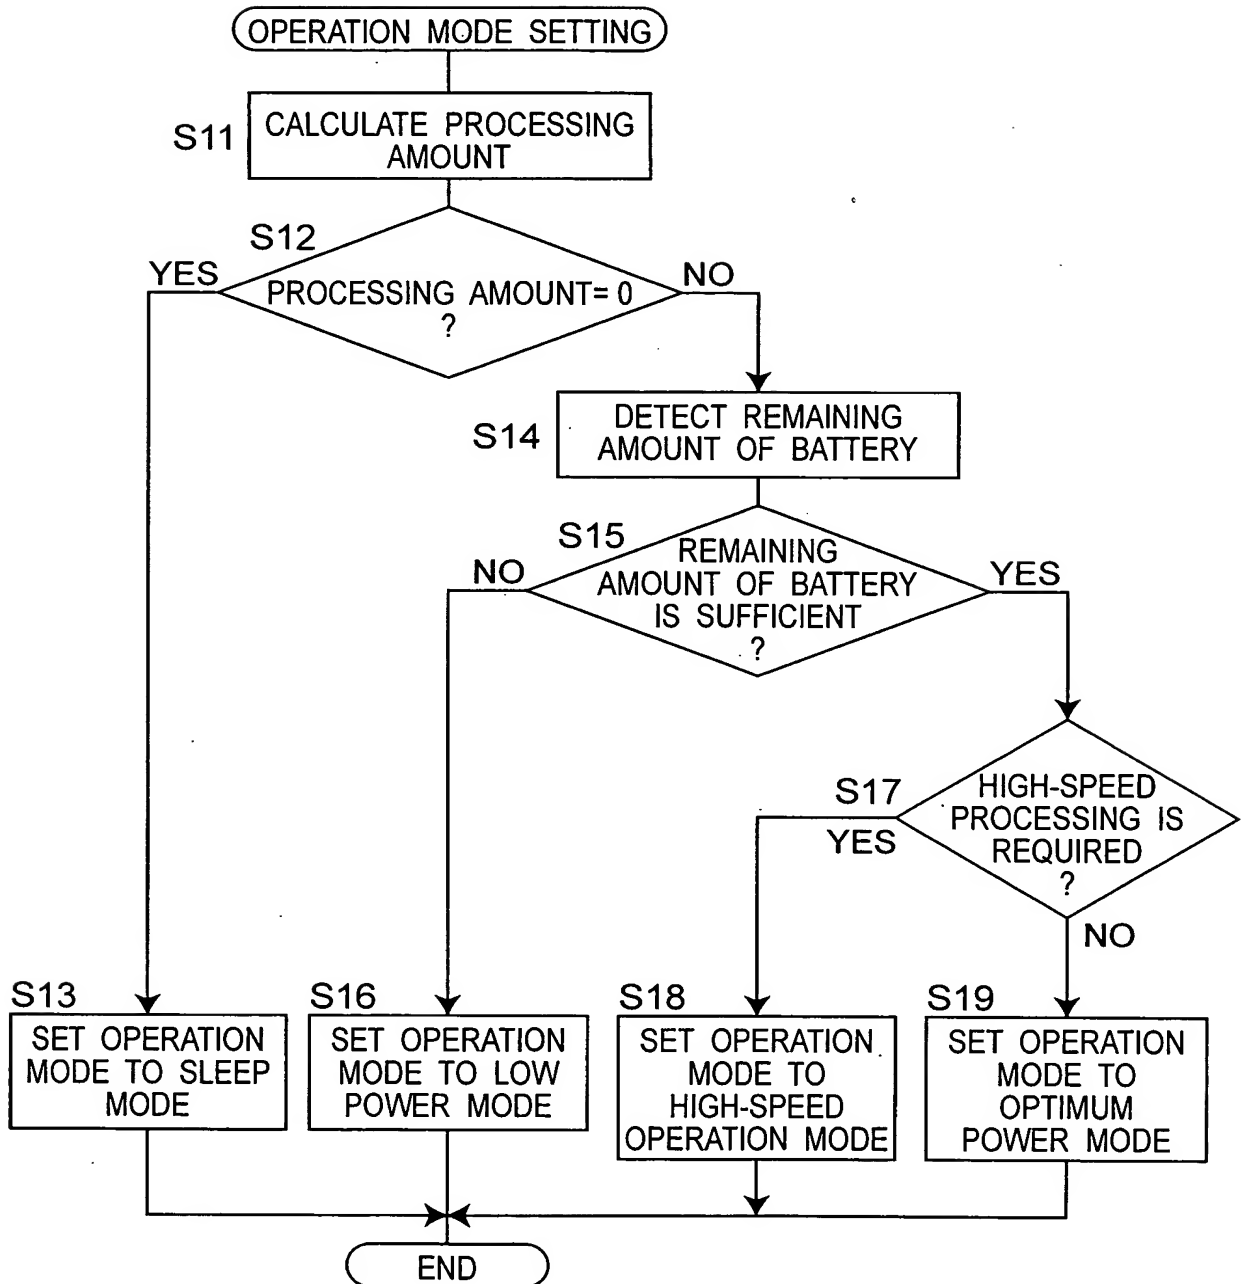 OPERATION MODE SETTING
S11
CALCULATE PROCESSING
AMOUNT
S12
YES
NO
PROCESSING AMOUNT= 0
?
S14
DETECT REMAINING
AMOUNT OF BATTERY
S15
NO
YES
REMAINING
AMOUNT OF BATTERY
IS SUFFICIENT
?
S17
YES
HIGH-SPEED
PROCESSING IS
REQUIRED
?
NO
S13
SET OPERATION
MODE TO SLEEP
MODE
S16
SET OPERATION
MODE TO LOW
POWER MODE
S18
SET OPERATION
MODE TO
HIGH-SPEED
OPERATION MODE
S19
SET OPERATION
MODE TO
OPTIMUM
POWER MODE
END